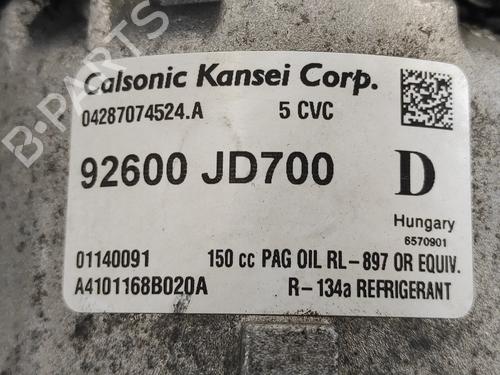 B-PARTS
Calsonic Kansei Corp.
04287074524.A 5 CVC
92600 JD700 D
Hungary
6570901
01140091 150 cc PAG OIL RL-897 OR EQUIV.
A4101168B020A R-134a REFRIGERANT